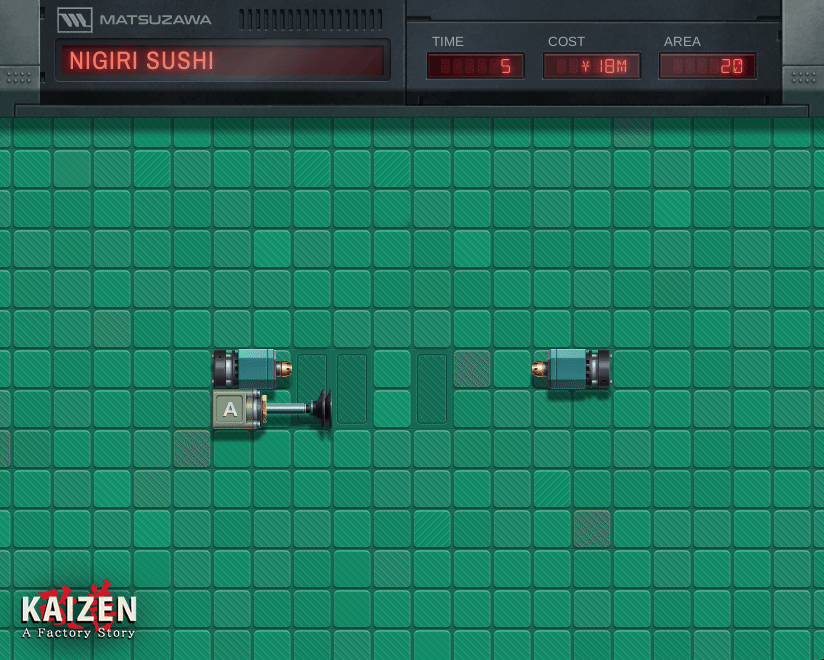 MATSUZAWA
NIGIRI SUSHI
TIME COST AREA
5 ¥ 18M 20
A
KAIZEN
A Factory Story